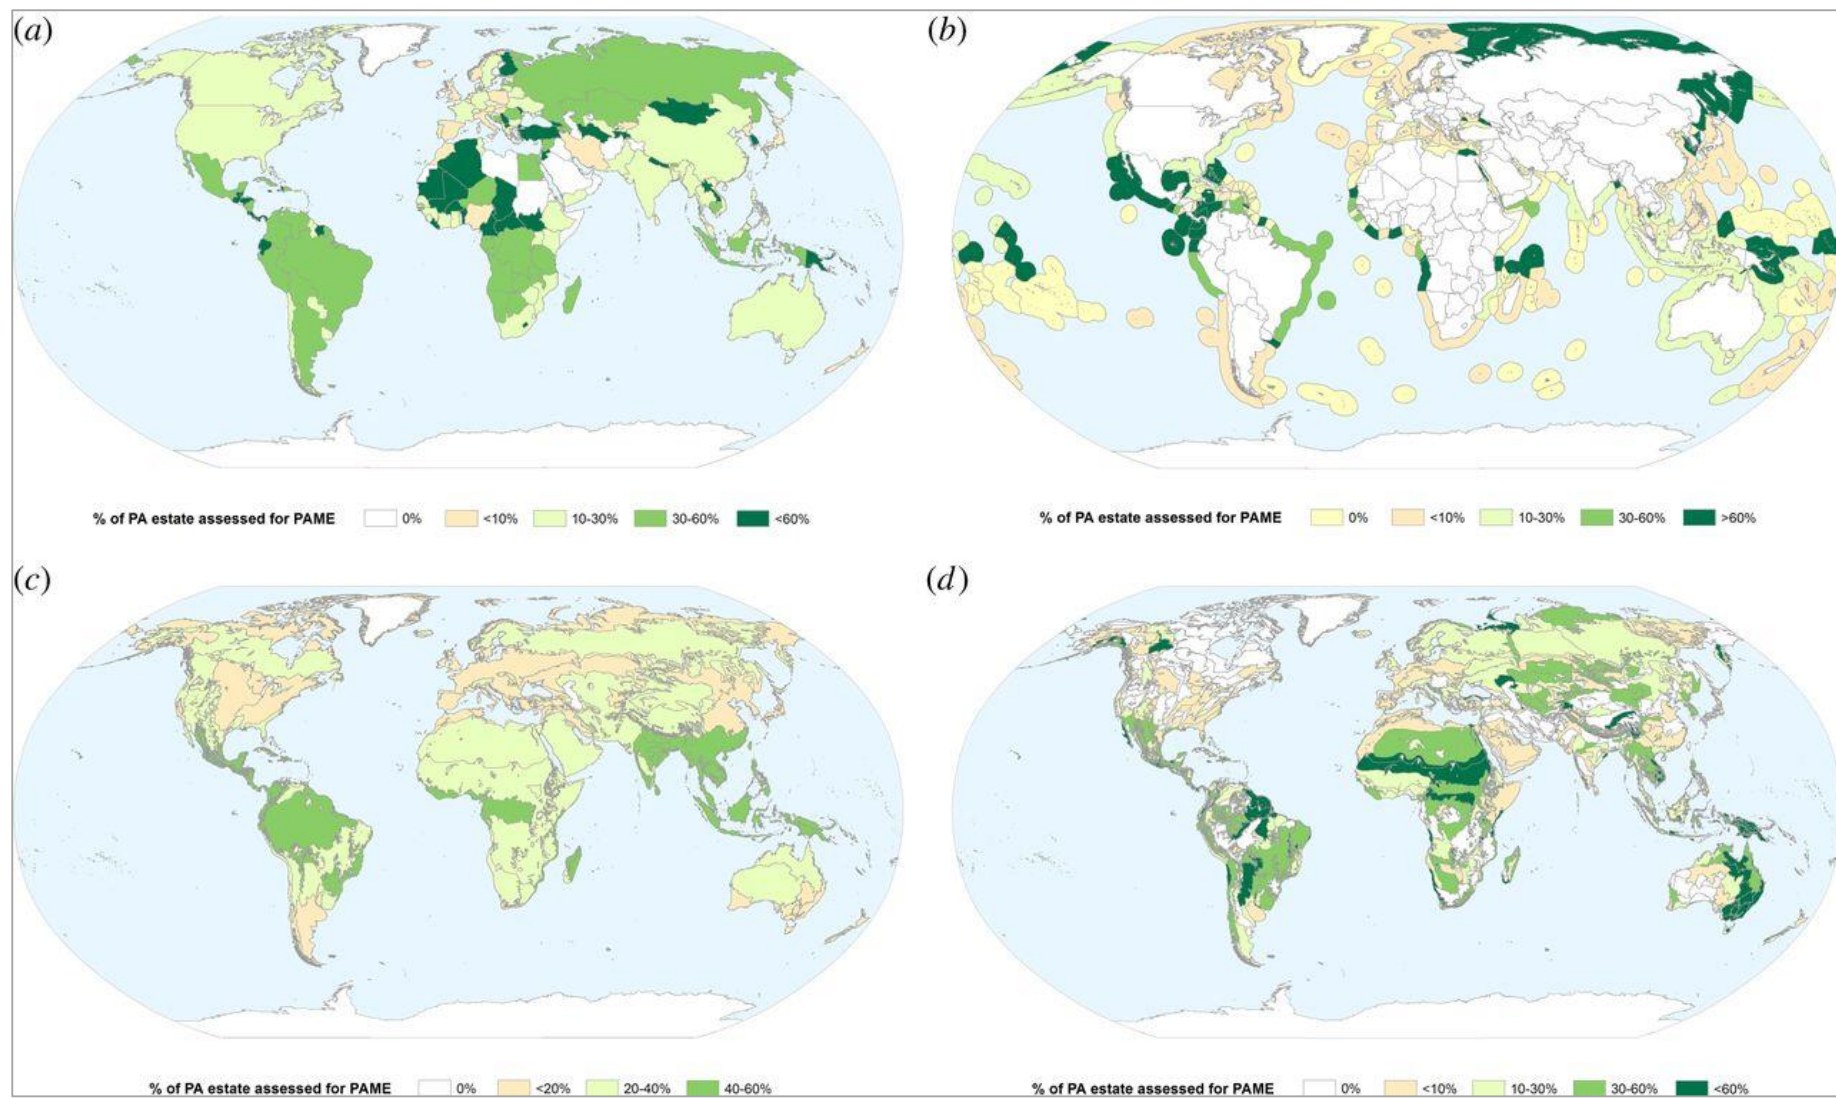 (a)
(b)
% of PA estate assessed for PAME 0% <10% 10-30% 30-60% <60%
% of PA estate assessed for PAME 0% <10% 10-30% 30-60% >60%
(c)
(d)
% of PA estate assessed for PAME 0% <20% 20-40% 40-60%
% of PA estate assessed for PAME 0% <10% 10-30% 30-60% <60%